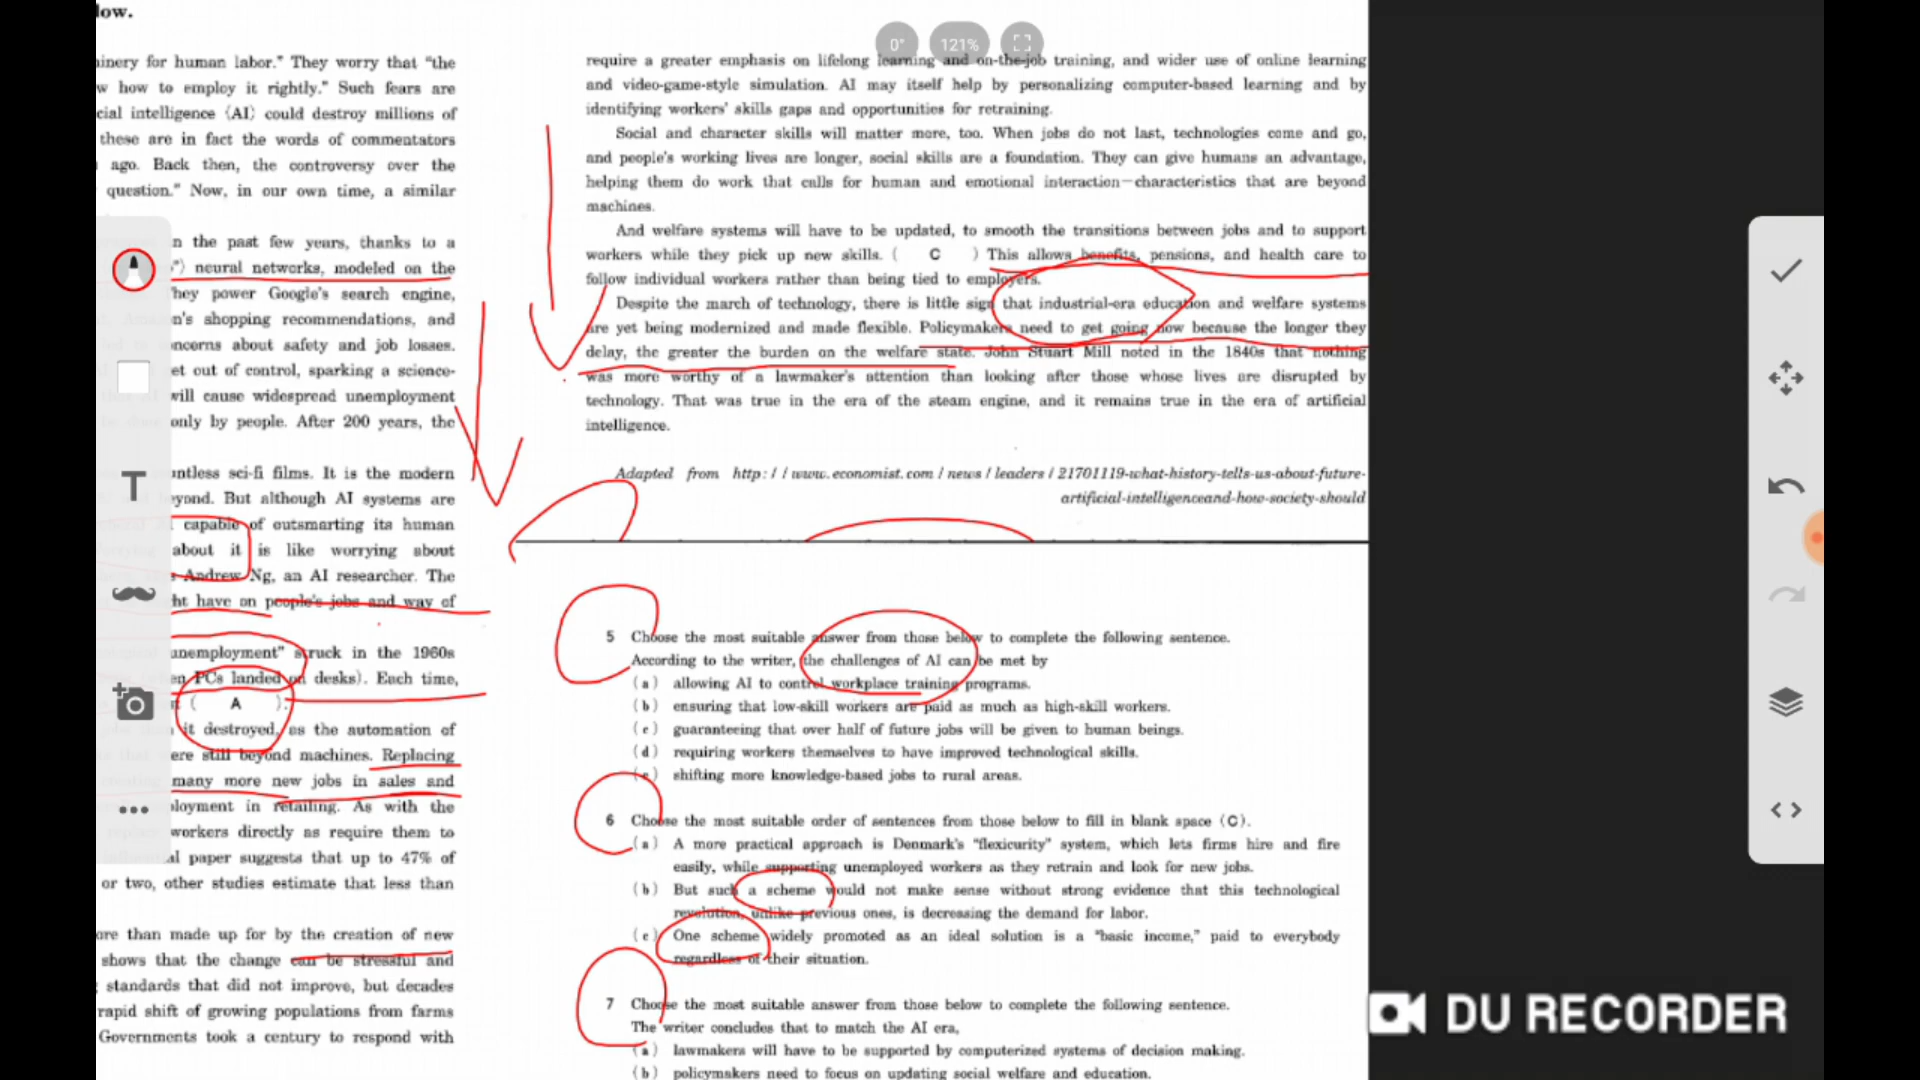 low.
inery for human labor." They worry that "the
w how to employ it rightly." Such fears are
cial intelligence (AI) could destroy millions of
these are in fact the words of commentators
ago. Back then, the controversy over the
question." Now, in our own time, a similar
n the past few years, thanks to a
") neural networks, modeled on the
hey power Google's search engine,
n's shopping recommendations, and
ncerns about safety and job losses.
et out of control, sparking a science-
will cause widespread unemployment
only by people. After 200 years, the
ntless sci-fi films. It is the modern
yond. But although AI systems are
capable of outsmarting its human
about it is like worrying about
Andrew Ng, an AI researcher. The
ht have on people's jobs and way of
unemployment" struck in the 1960s
en PCs landed on desks). Each time,
( A ).
it destroyed, as the automation of
ere still beyond machines. Replacing
many more new jobs in sales and
loyment in retailing. As with the
workers directly as require them to
al paper suggests that up to 47% of
or two, other studies estimate that less than
ore than made up for by the creation of new
shows that the change can be stressful and
standards that did not improve, but decades
rapid shift of growing populations from farms
Governments took a century to respond with
0° 121%
require a greater emphasis on lifelong learning and on-the-job training, and wider use of online learning
and video-game-style simulation. AI may itself help by personalizing computer-based learning and by
identifying workers' skills gaps and opportunities for retraining.
Social and character skills will matter more, too. When jobs do not last, technologies come and go,
and people's working lives are longer, social skills are a foundation. They can give humans an advantage,
helping them do work that calls for human and emotional interaction—characteristics that are beyond
machines.
And welfare systems will have to be updated, to smooth the transitions between jobs and to support
workers while they pick up new skills. ( C ) This allows benefits, pensions, and health care to
follow individual workers rather than being tied to employers.
Despite the march of technology, there is little sign that industrial-era education and welfare systems
are yet being modernized and made flexible. Policymakers need to get going now because the longer they
delay, the greater the burden on the welfare state. John Stuart Mill noted in the 1840s that nothing
was more worthy of a lawmaker's attention than looking after those whose lives are disrupted by
technology. That was true in the era of the steam engine, and it remains true in the era of artificial
intelligence.
Adapted from http://www.economist.com/news/leaders/21701119-what-history-tells-us-about-future-
artificial-intelligenceand-how-society-should
5 Choose the most suitable answer from those below to complete the following sentence.
According to the writer, the challenges of AI can be met by
(a) allowing AI to control workplace training programs.
(b) ensuring that low-skill workers are paid as much as high-skill workers.
(c) guaranteeing that over half of future jobs will be given to human beings.
(d) requiring workers themselves to have improved technological skills.
(e) shifting more knowledge-based jobs to rural areas.
6 Choose the most suitable order of sentences from those below to fill in blank space (C).
(a) A more practical approach is Denmark's "flexicurity" system, which lets firms hire and fire
easily, while supporting unemployed workers as they retrain and look for new jobs.
(b) But such a scheme would not make sense without strong evidence that this technological
revolution, unlike previous ones, is decreasing the demand for labor.
(c) One scheme widely promoted as an ideal solution is a "basic income," paid to everybody
regardless of their situation.
7 Choose the most suitable answer from those below to complete the following sentence.
The writer concludes that to match the AI era,
(a) lawmakers will have to be supported by computerized systems of decision making.
(b) policymakers need to focus on updating social welfare and education.
T
DU RECORDER